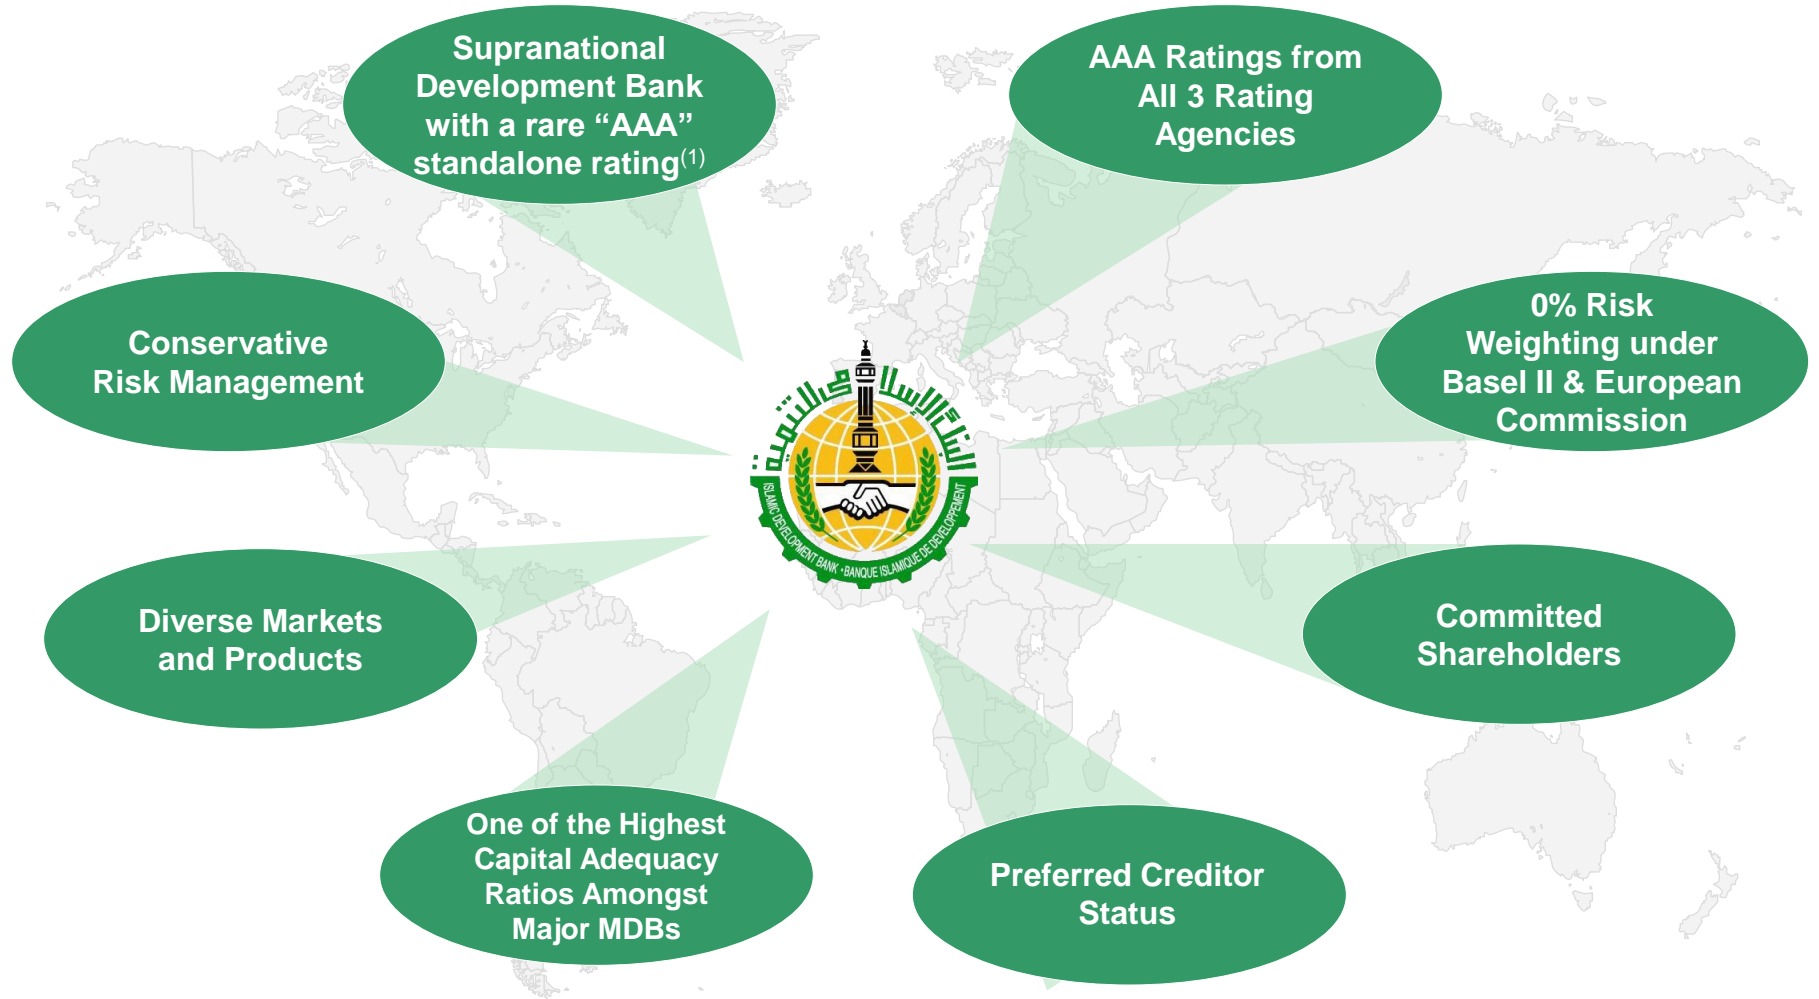 Supranational
Development Bank
with a rare “AAA”
standalone rating(1)
AAA Ratings from
All 3 Rating
Agencies
Conservative
Risk Management
0% Risk
Weighting under
Basel II & European
Commission
البنك الإسلامي للتنمية
ISLAMIC DEVELOPMENT BANK • BANQUE ISLAMIQUE DE DEVELOPPEMENT
Diverse Markets
and Products
Committed
Shareholders
One of the Highest
Capital Adequacy
Ratios Amongst
Major MDBs
Preferred Creditor
Status